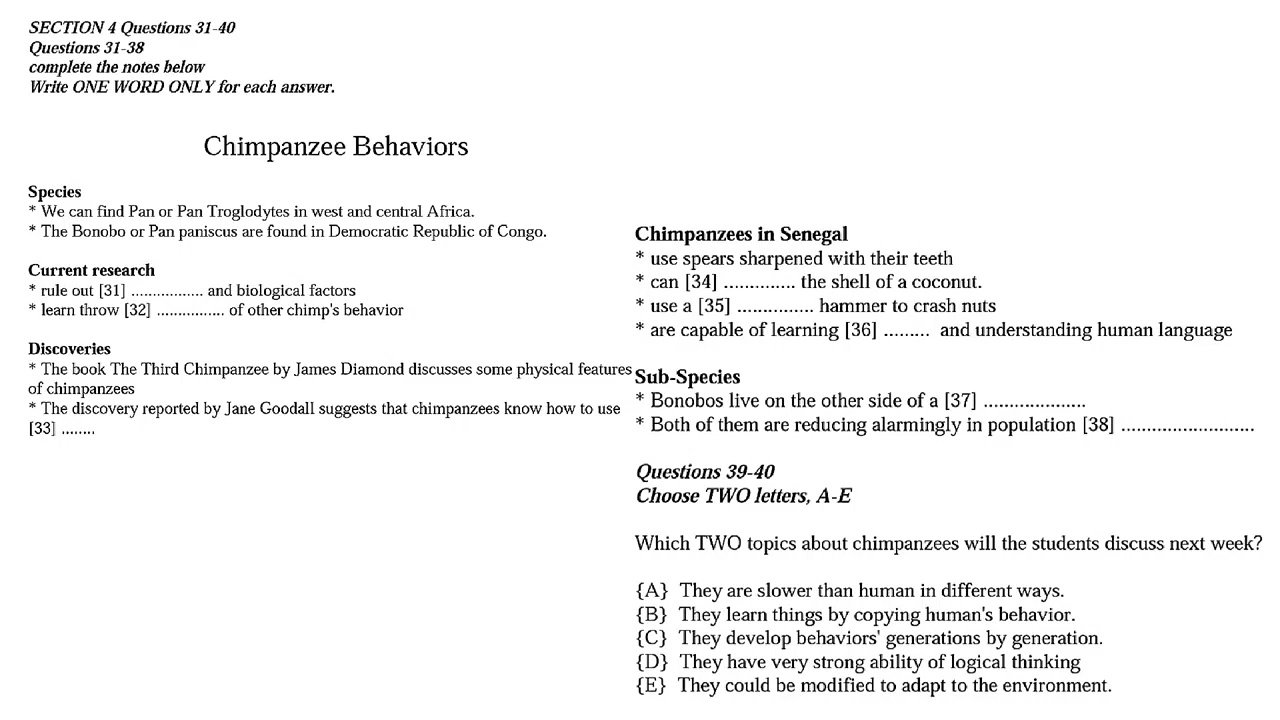 SECTION 4 Questions 31-40
Questions 31-38
complete the notes below
Write ONE WORD ONLY for each answer.
Chimpanzee Behaviors
Species
* We can find Pan or Pan Troglodytes in west and central Africa.
* The Bonobo or Pan paniscus are found in Democratic Republic of Congo.
Current research
* rule out [31] ................. and biological factors
* learn throw [32] ................ of other chimp's behavior
Discoveries
* The book The Third Chimpanzee by James Diamond discusses some physical features
of chimpanzees
* The discovery reported by Jane Goodall suggests that chimpanzees know how to use
[33] ........
Chimpanzees in Senegal
* use spears sharpened with their teeth
* can [34] .............. the shell of a coconut.
* use a [35] ............... hammer to crash nuts
* are capable of learning [36] ......... and understanding human language
Sub-Species
* Bonobos live on the other side of a [37] ....................
* Both of them are reducing alarmingly in population [38] ..........................
Questions 39-40
Choose TWO letters, A-E
Which TWO topics about chimpanzees will the students discuss next week?
{A} They are slower than human in different ways.
{B} They learn things by copying human's behavior.
{C} They develop behaviors' generations by generation.
{D} They have very strong ability of logical thinking
{E} They could be modified to adapt to the environment.